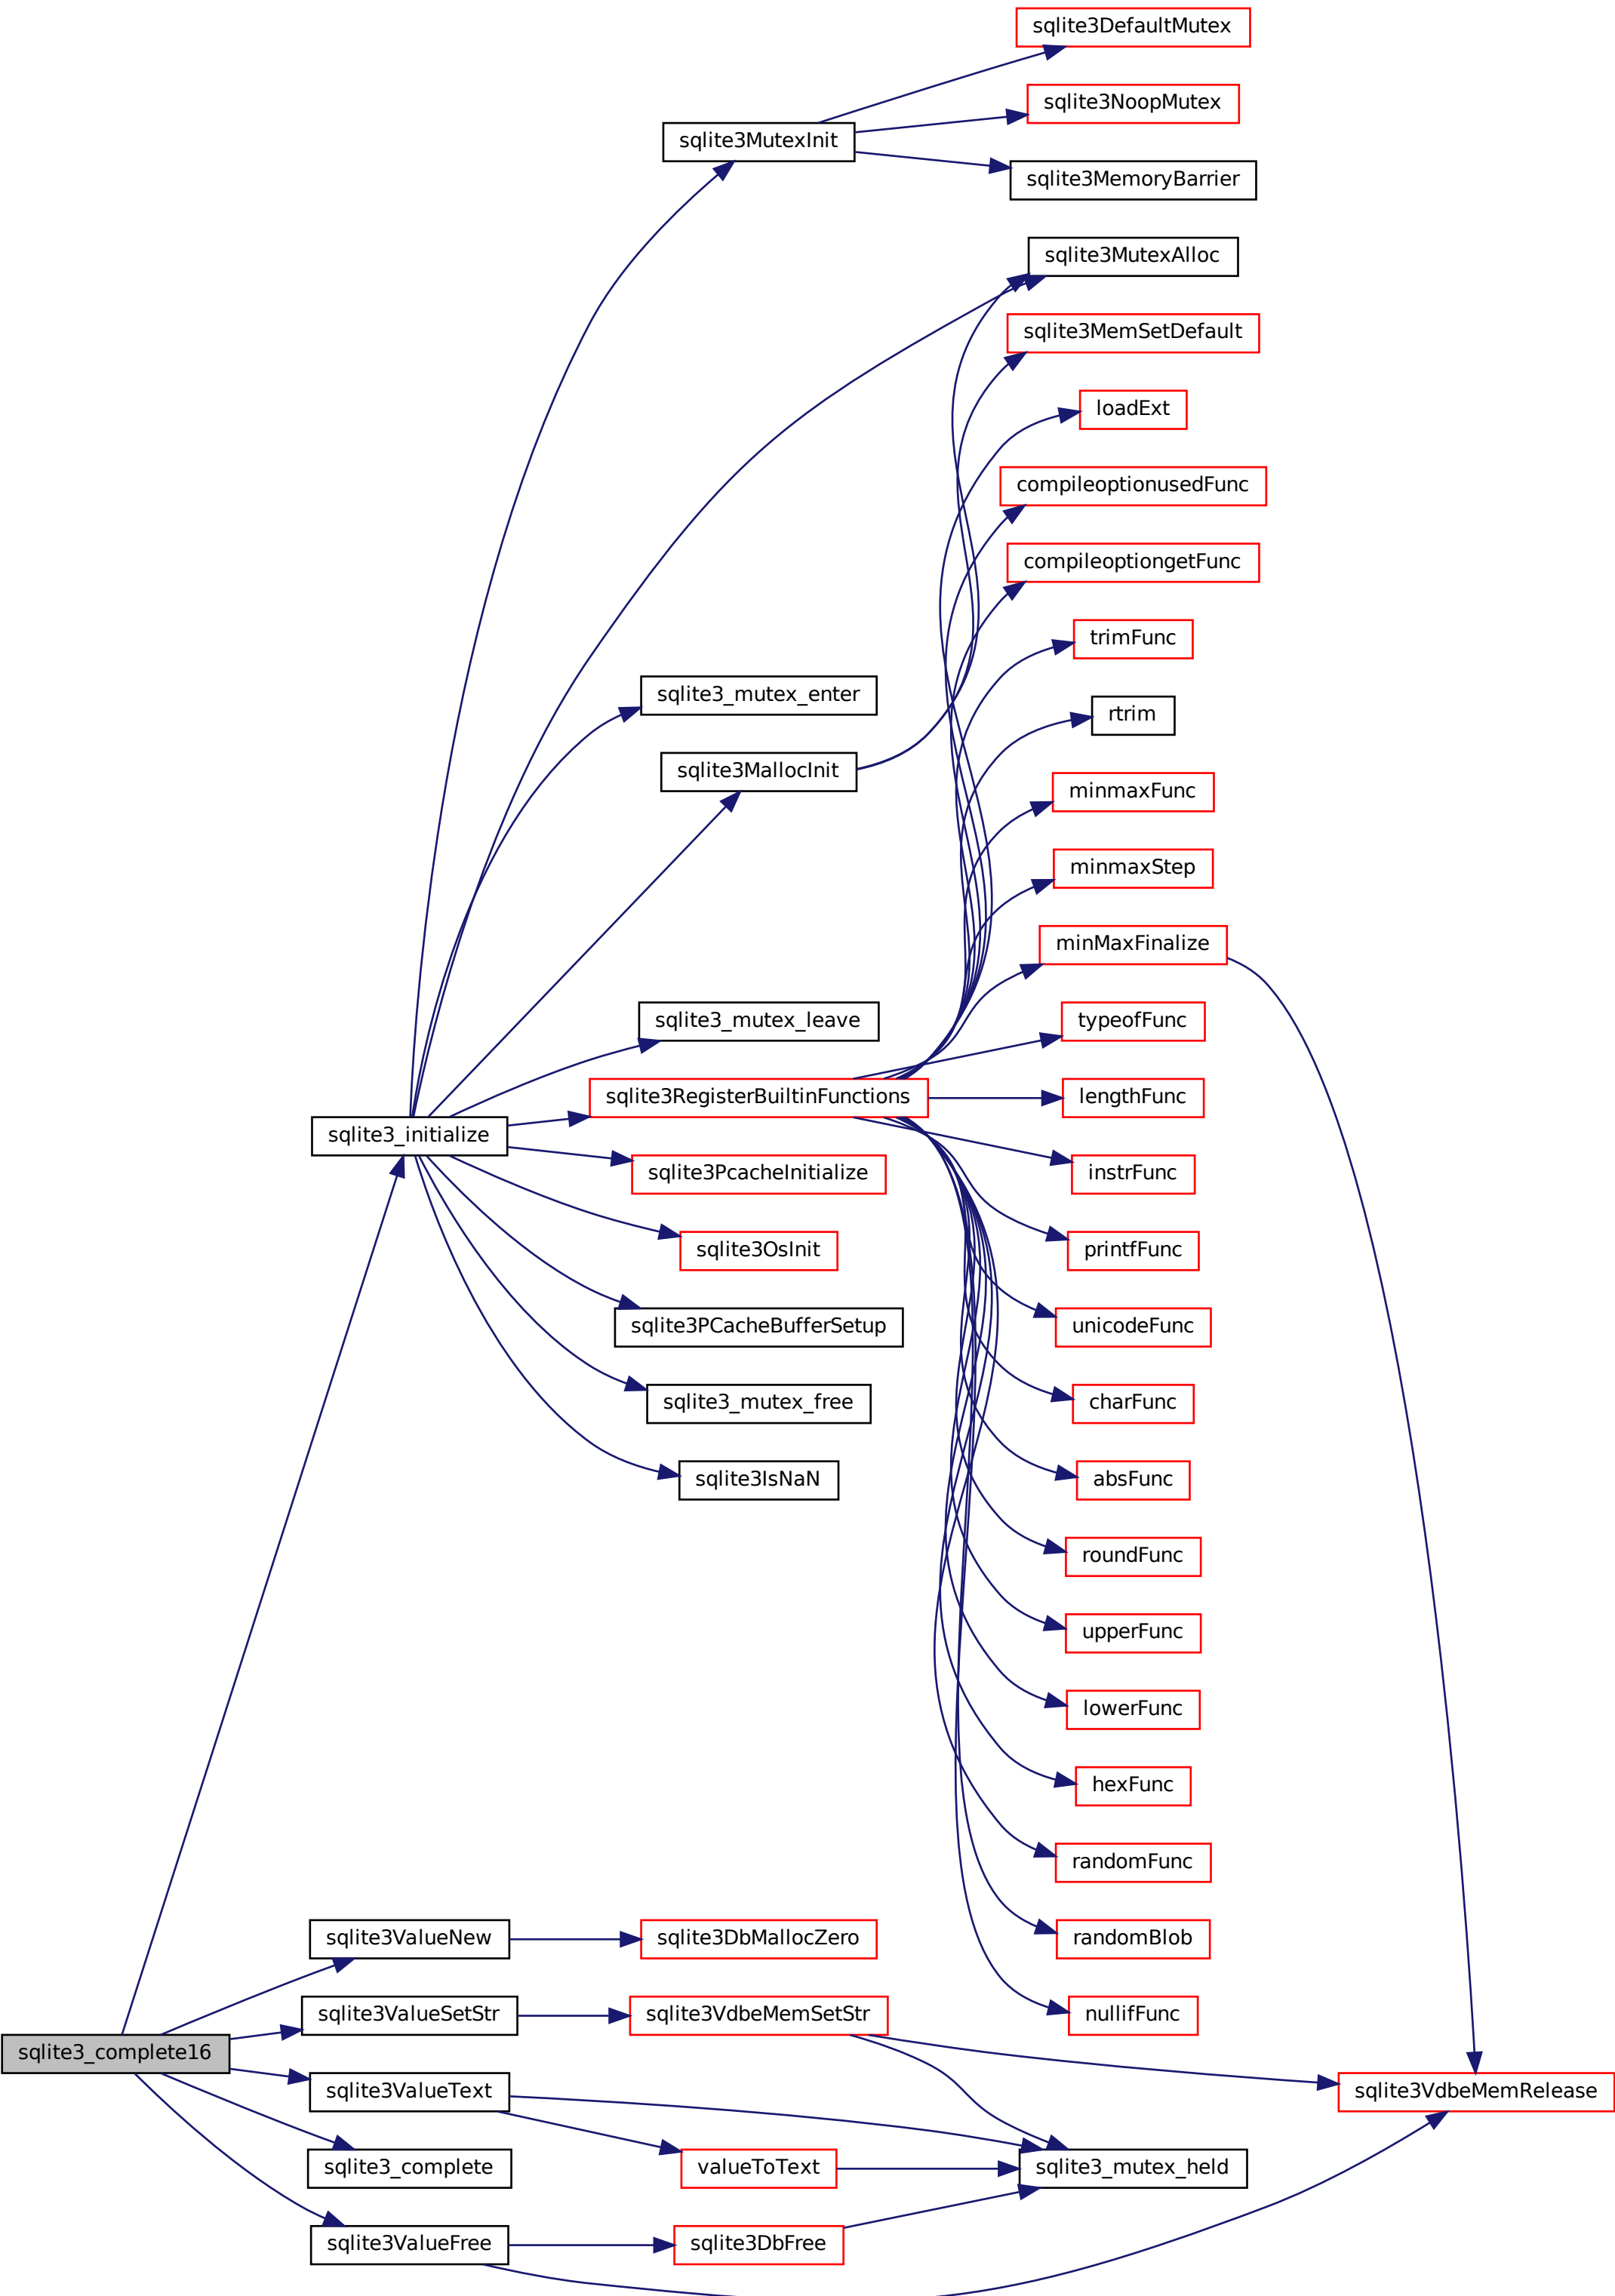 sqlite3DefaultMutex
sqlite3NoopMutex
sqlite3MutexInit
sqlite3MemoryBarrier
sqlite3MutexAlloc
sqlite3MemSetDefault
loadExt
compileoptionusedFunc
compileoptiongetFunc
trimFunc
sqlite3_mutex_enter
rtrim
sqlite3MallocInit
minmaxFunc
minmaxStep
minMaxFinalize
sqlite3_mutex_leave
typeofFunc
sqlite3RegisterBuiltinFunctions
lengthFunc
sqlite3_initialize
sqlite3PcacheInitialize
instrFunc
sqlite3OsInit
printfFunc
sqlite3PCacheBufferSetup
unicodeFunc
sqlite3_mutex_free
charFunc
sqlite3IsNaN
absFunc
roundFunc
upperFunc
lowerFunc
hexFunc
randomFunc
sqlite3ValueNew
sqlite3DbMallocZero
randomBlob
sqlite3ValueSetStr
sqlite3VdbeMemSetStr
nullifFunc
sqlite3_complete16
sqlite3ValueText
sqlite3VdbeMemRelease
sqlite3_complete
valueToText
sqlite3_mutex_held
sqlite3ValueFree
sqlite3DbFree